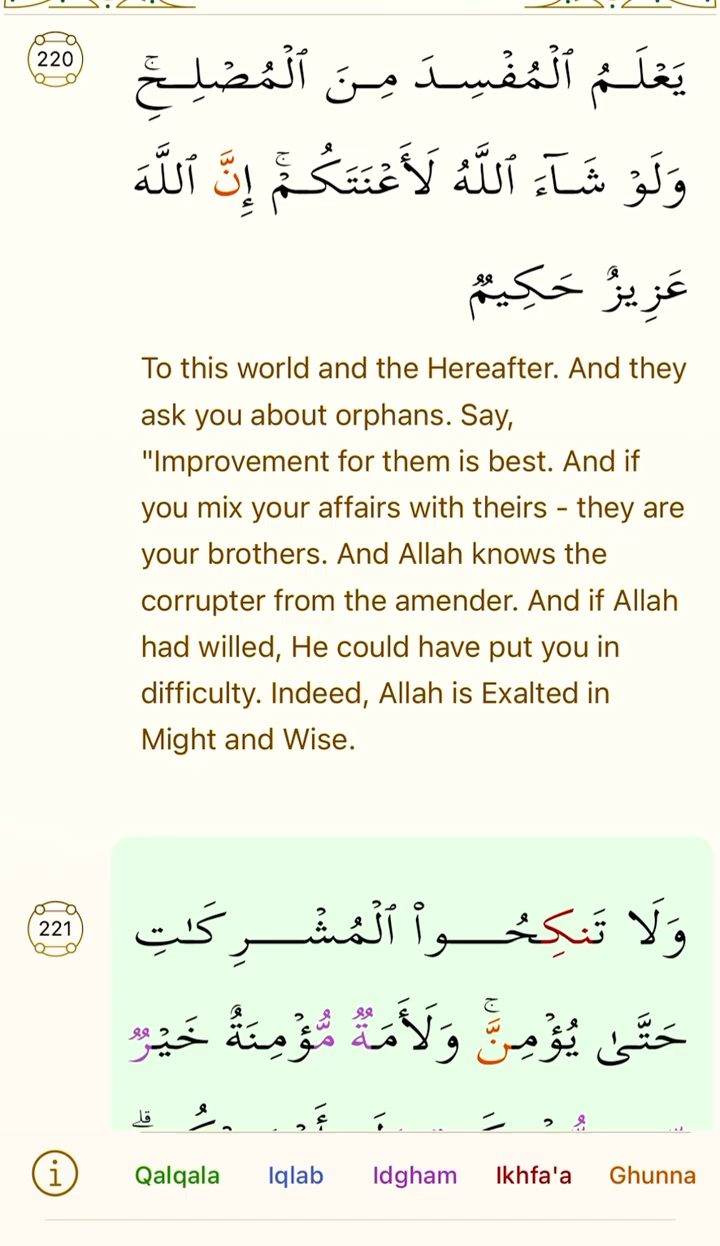 220
يَعْلَمُ ٱلْمُفْسِدَ مِنَ ٱلْمُصْلِحِۚ
وَلَوْ شَآءَ ٱللَّهُ لَأَعْنَتَكُمْۚ إِنَّ ٱللَّهَ
عَزِيزٌ حَكِيمٌ
To this world and the Hereafter. And they
ask you about orphans. Say,
"Improvement for them is best. And if
you mix your affairs with theirs - they are
your brothers. And Allah knows the
corrupter from the amender. And if Allah
had willed, He could have put you in
difficulty. Indeed, Allah is Exalted in
Might and Wise.
221
وَلَا تَنكِحُوا۟ ٱلْمُشْرِكَـٰتِ
حَتَّىٰ يُؤْمِنَّۚ وَلَأَمَةٌ مُّؤْمِنَةٌ خَيْرٌ
Qalqala Iqlab Idgham Ikhfa'a Ghunna